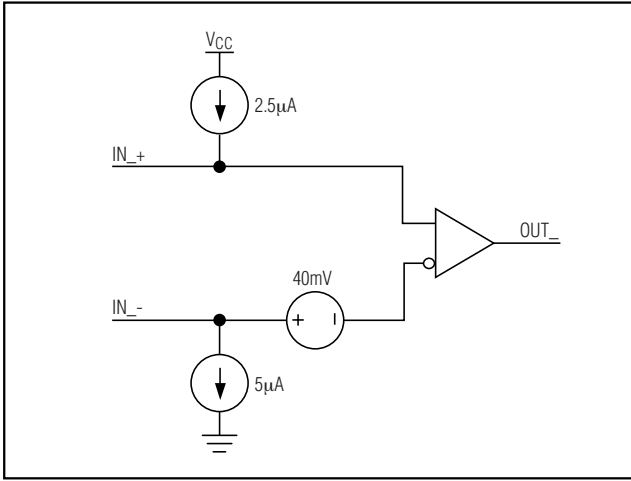 VCC
2.5μA
IN_+
OUT_
40mV
IN_-
+ −
5μA